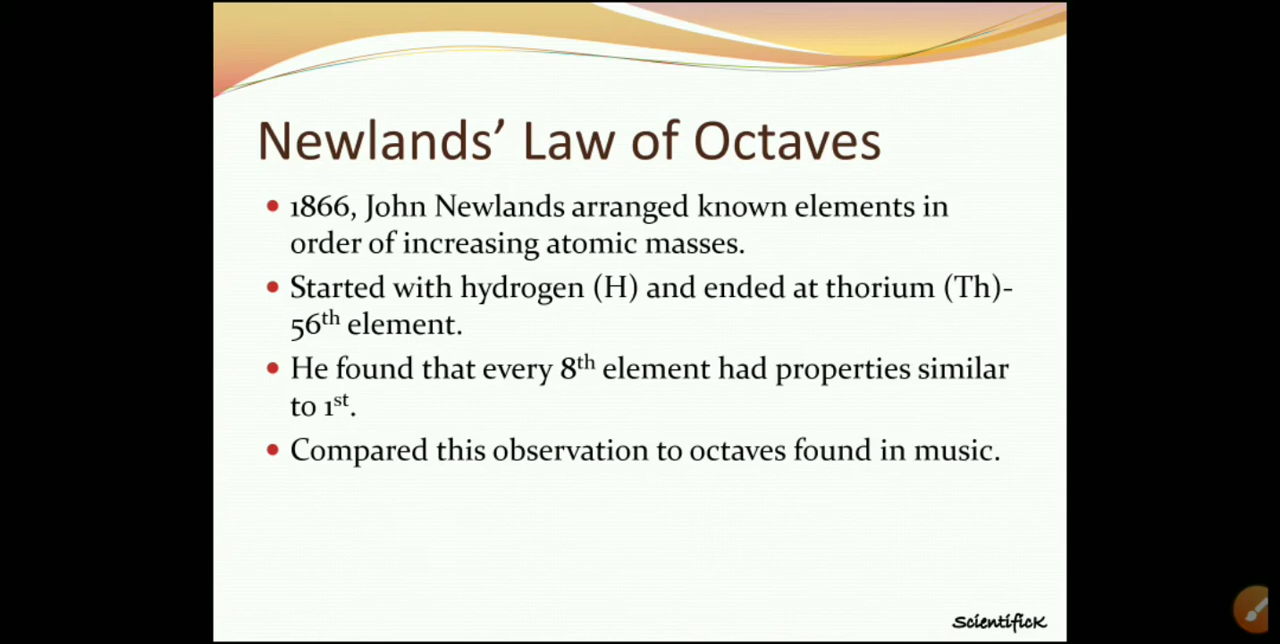 Newlands’ Law of Octaves
• 1866, John Newlands arranged known elements in
order of increasing atomic masses.
• Started with hydrogen (H) and ended at thorium (Th)-
56th element.
• He found that every 8th element had properties similar
to 1st.
• Compared this observation to octaves found in music.
Scientifick